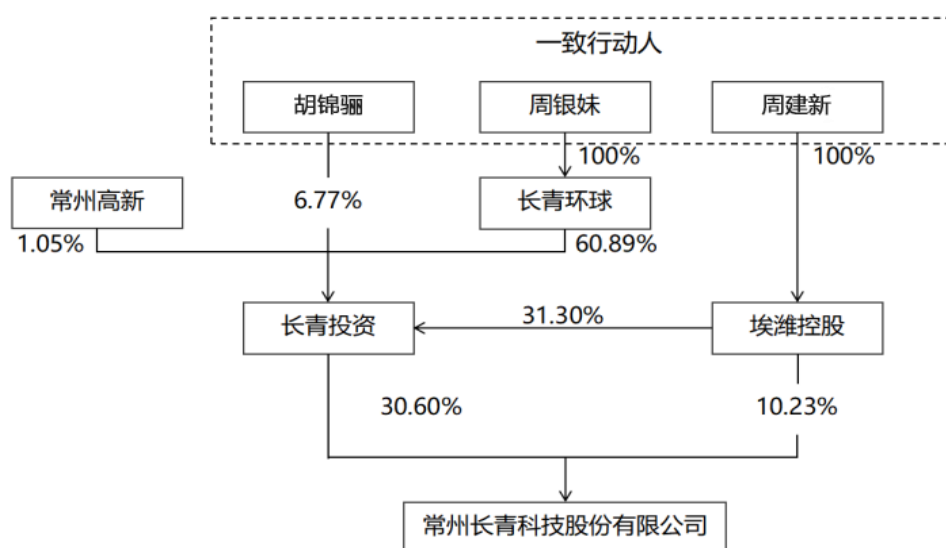 一致行动人
胡锦骊
周银妹
周建新
100%
100%
常州高新
6.77%
长青环球
1.05%
60.89%
长青投资
31.30%
埃潍控股
30.60%
10.23%
常州长青科技股份有限公司